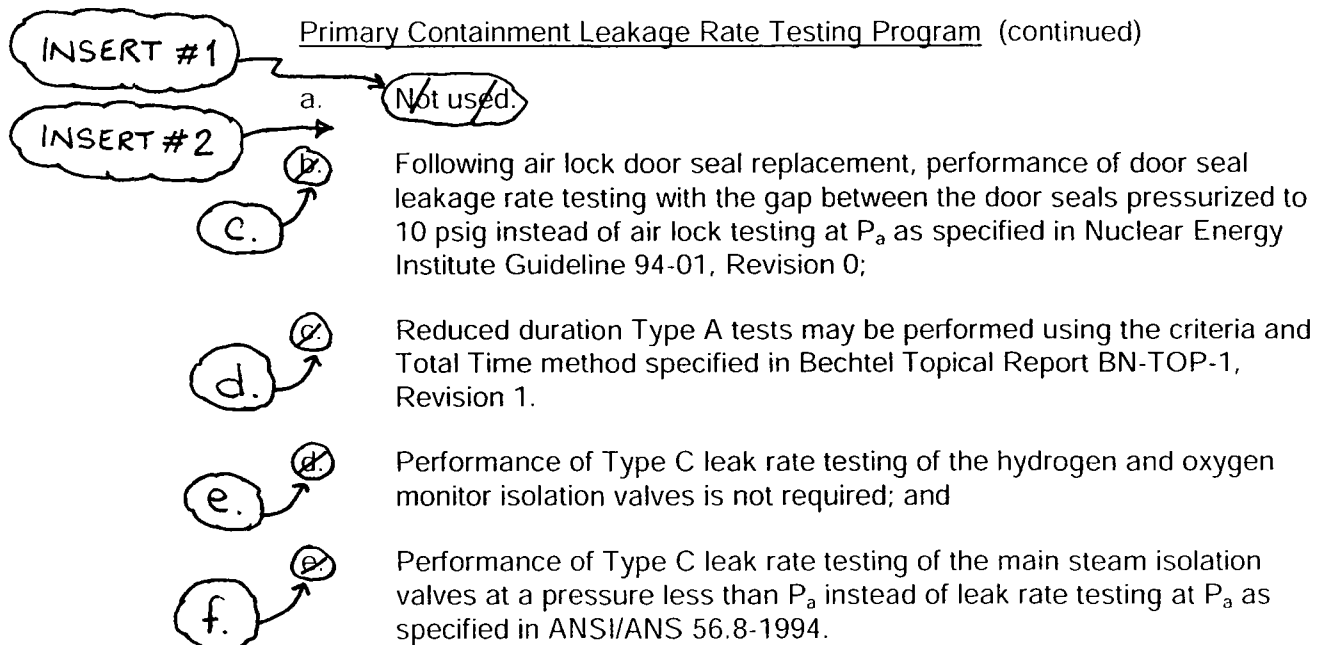 INSERT #1
Primary Containment Leakage Rate Testing Program (continued)
a. Not used.
INSERT #2
b. Following air lock door seal replacement, performance of door seal
leakage rate testing with the gap between the door seals pressurized to
c. 10 psig instead of air lock testing at Pa as specified in Nuclear Energy
Institute Guideline 94-01, Revision 0;
c. Reduced duration Type A tests may be performed using the criteria and
d. Total Time method specified in Bechtel Topical Report BN-TOP-1,
Revision 1.
d. Performance of Type C leak rate testing of the hydrogen and oxygen
e. monitor isolation valves is not required; and
e. Performance of Type C leak rate testing of the main steam isolation
f. valves at a pressure less than Pa instead of leak rate testing at Pa as
specified in ANSI/ANS 56.8-1994.